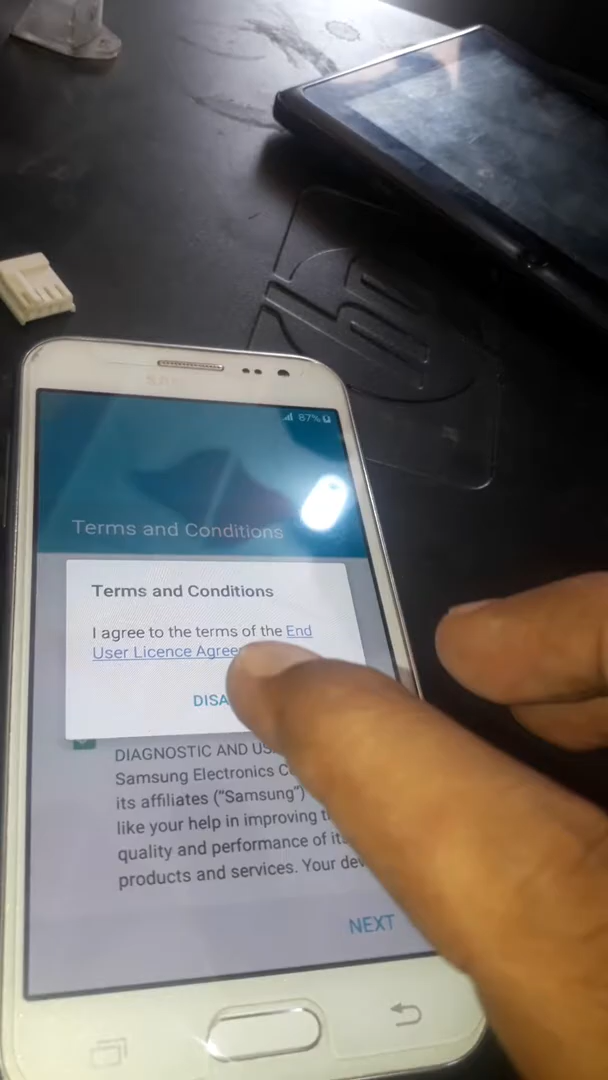 hp
67%
Terms and Conditions
Terms and Conditions
I agree to the terms of the End
User Licence Agree
DISA
DIAGNOSTIC AND US
Samsung Electronics C
its affiliates ("Samsung")
like your help in improving t
quality and performance of it
products and services. Your dev
NEXT